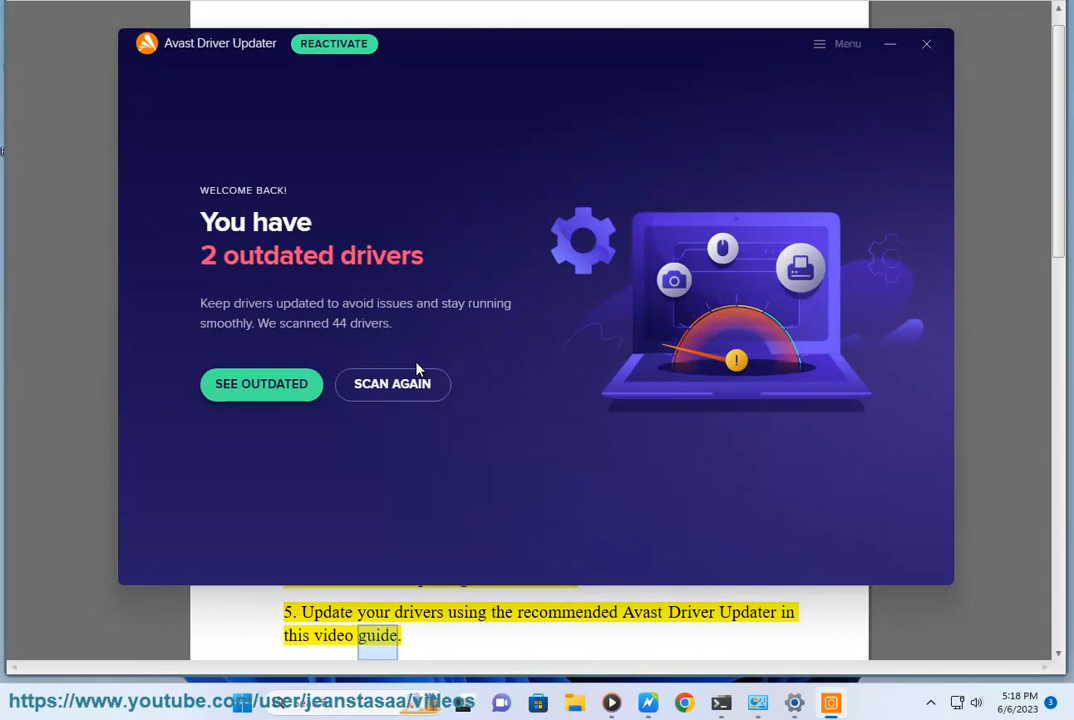 Avast Driver Updater
REACTIVATE
Menu
WELCOME BACK!
You have
2 outdated drivers
Keep drivers updated to avoid issues and stay running
smoothly. We scanned 44 drivers.
SEE OUTDATED
SCAN AGAIN
5. Update your drivers using the recommended Avast Driver Updater in
this video guide.
https://www.youtube.com/user/jeanstasaa/videos
5:18 PM
6/6/2023
3